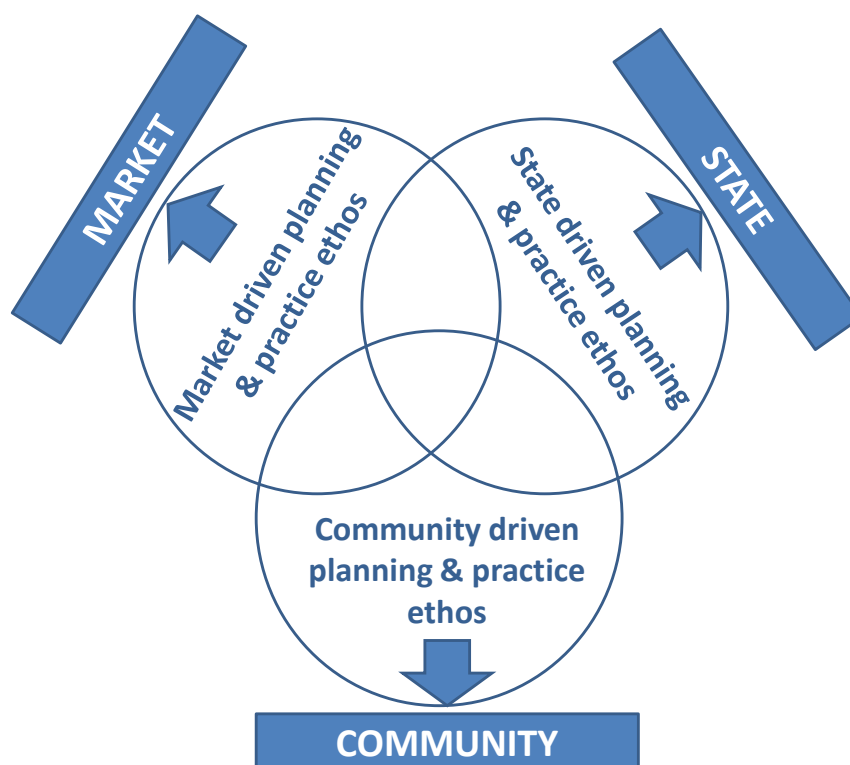 MARKET
Market driven planning
& practice ethos
STATE
State driven planning
& practice ethos
Community driven
planning & practice
ethos
COMMUNITY